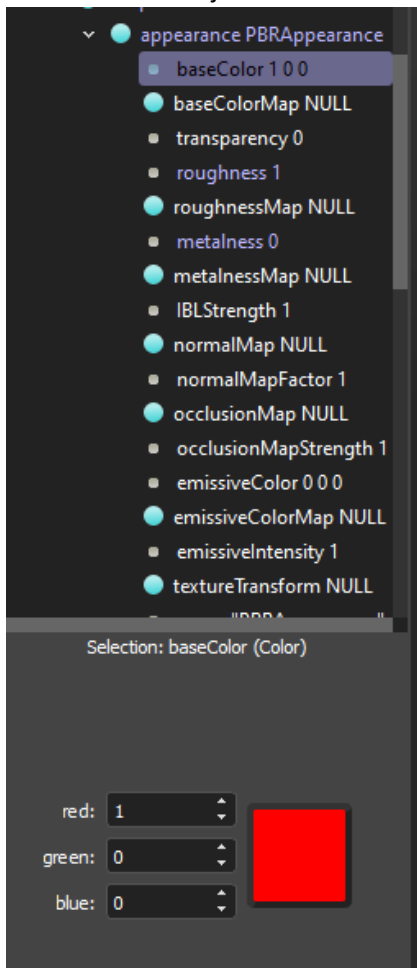 appearance PBRAppearance
baseColor 1 0 0
baseColorMap NULL
transparency 0
roughness 1
roughnessMap NULL
metalness 0
metalnessMap NULL
IBLStrength 1
normalMap NULL
normalMapFactor 1
occlusionMap NULL
occlusionMapStrength 1
emissiveColor 0 0 0
emissiveColorMap NULL
emissiveIntensity 1
textureTransform NULL
Selection: baseColor (Color)
red: 1
green: 0
blue: 0